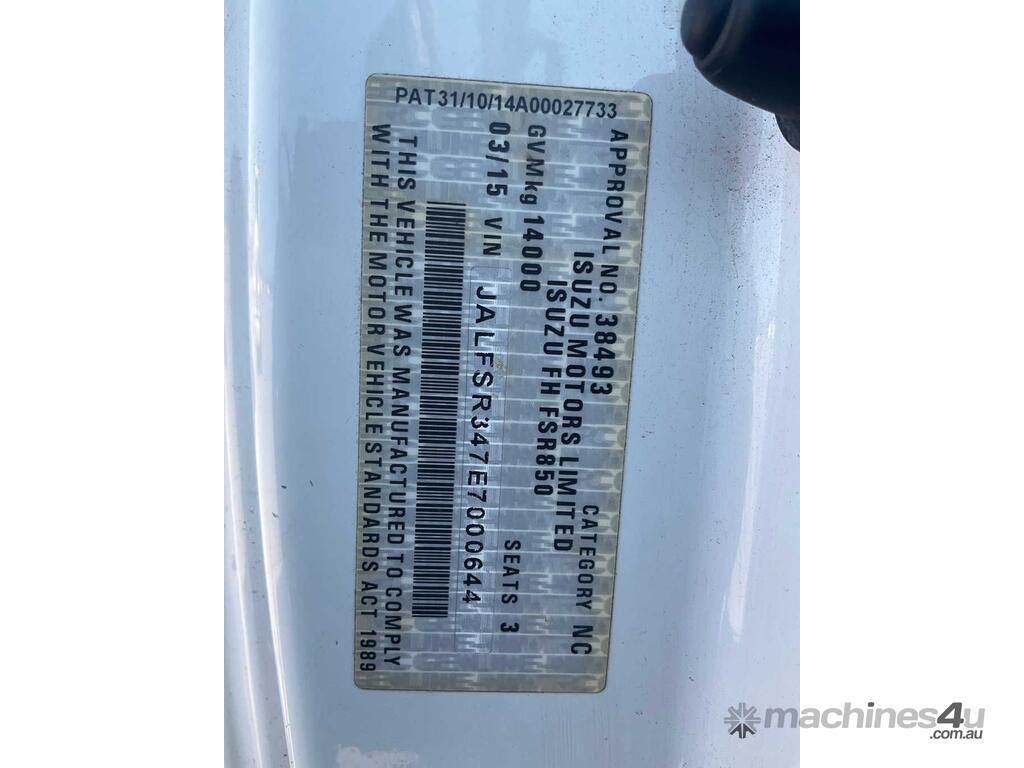 PAT31/10/14A00027733
APPROVAL NO. 38493 CATEGORY NC
ISUZU MOTORS LIMITED
ISUZU FH FSR850
GVMkg 14000 SEATS 3
03/15 VIN JALFSR347E7000644
THIS VEHICLE WAS MANUFACTURED TO COMPLY
WITH THE MOTOR VEHICLE STANDARDS ACT 1989
machines4u
.com.au